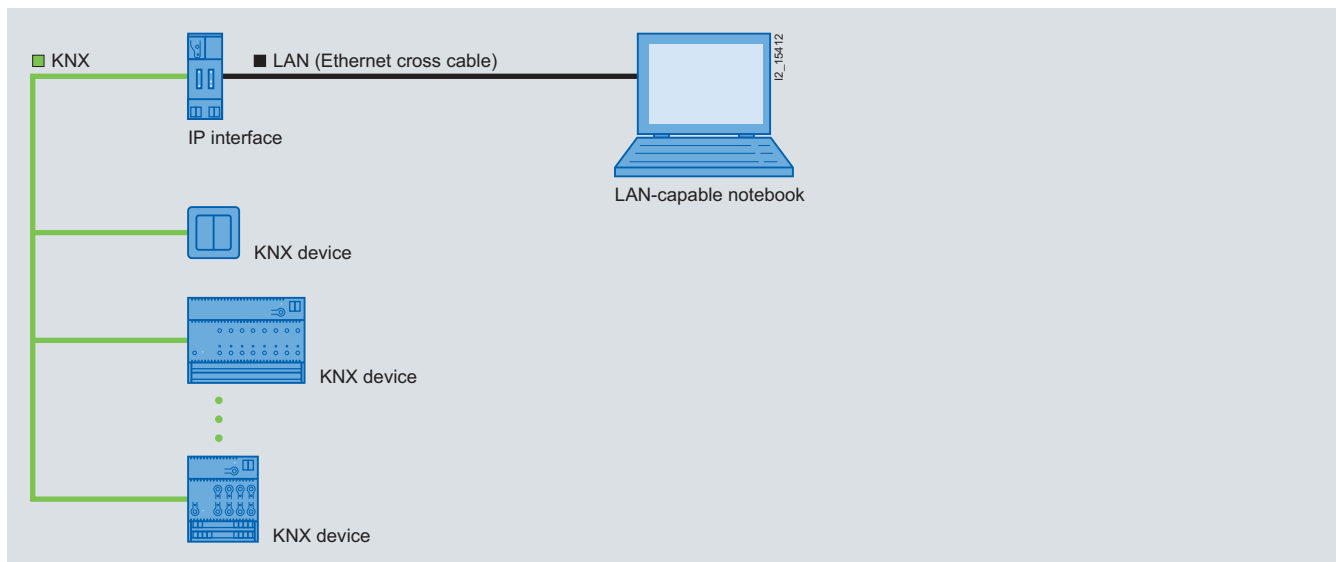 KNX
LAN (Ethernet cross cable)
I2_15412
IP interface
LAN-capable notebook
KNX device
KNX device
KNX device